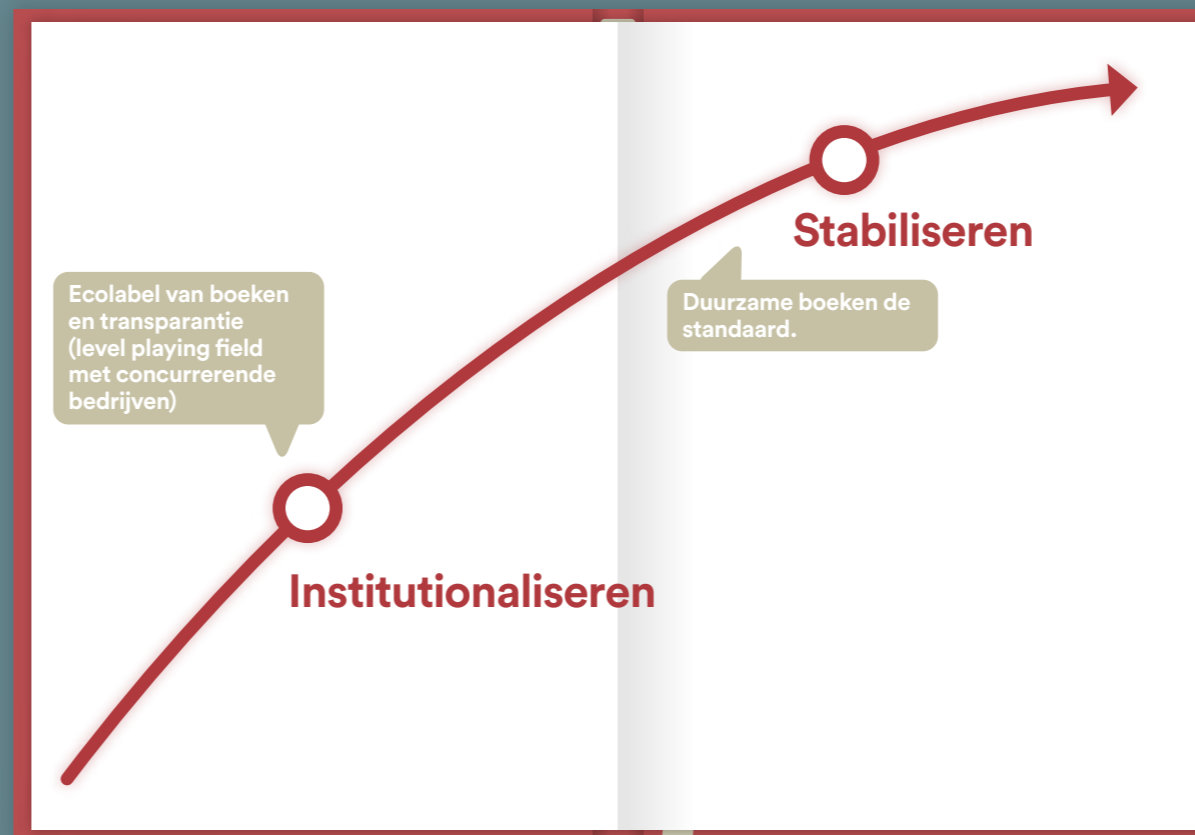 Ecolabel van boeken
en transparantie
(level playing field
met concurrerende
bedrijven)
Institutionaliseren
Stabiliseren
Duurzame boeken de
standaard.